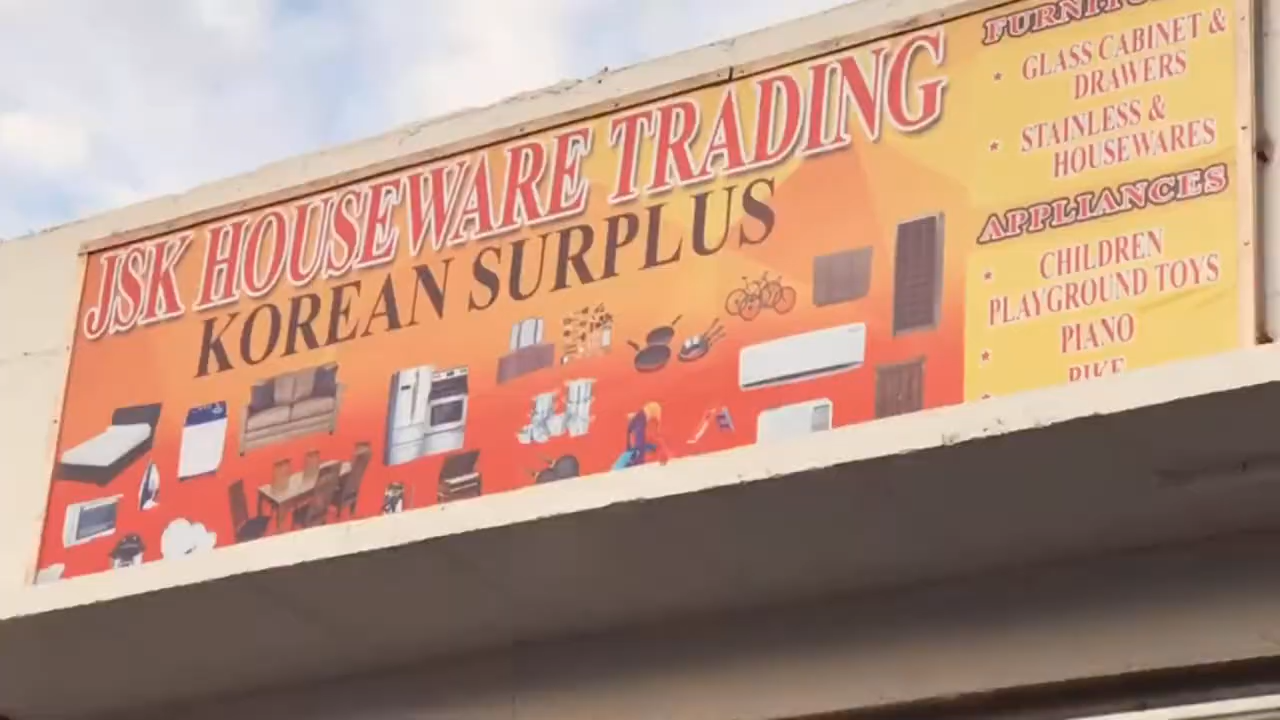 JSK HOUSEWARE TRADING
KOREAN SURPLUS
GLASS CABINET &
DRAWERS
STAINLESS &
HOUSEWARES
APPLIANCES
CHILDREN
PLAYGROUND TOYS
PIANO